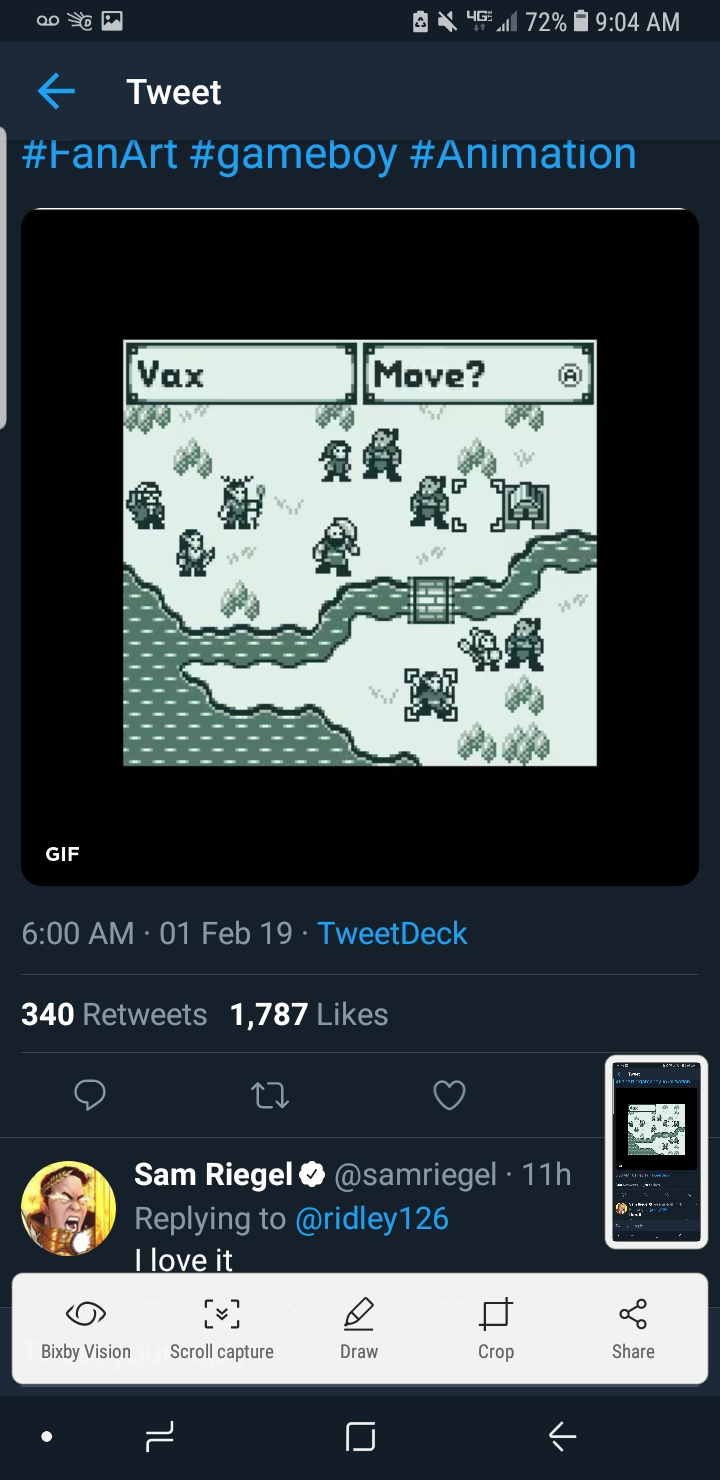 4GE 72% 9:04 AM
Tweet
#FanArt #gameboy #Animation
Vax Move? A
GIF
6:00 AM · 01 Feb 19 · TweetDeck
340 Retweets 1,787 Likes
Sam Riegel @samriegel · 11h
Replying to @ridley126
I love it
Bixby Vision Scroll capture Draw Crop Share